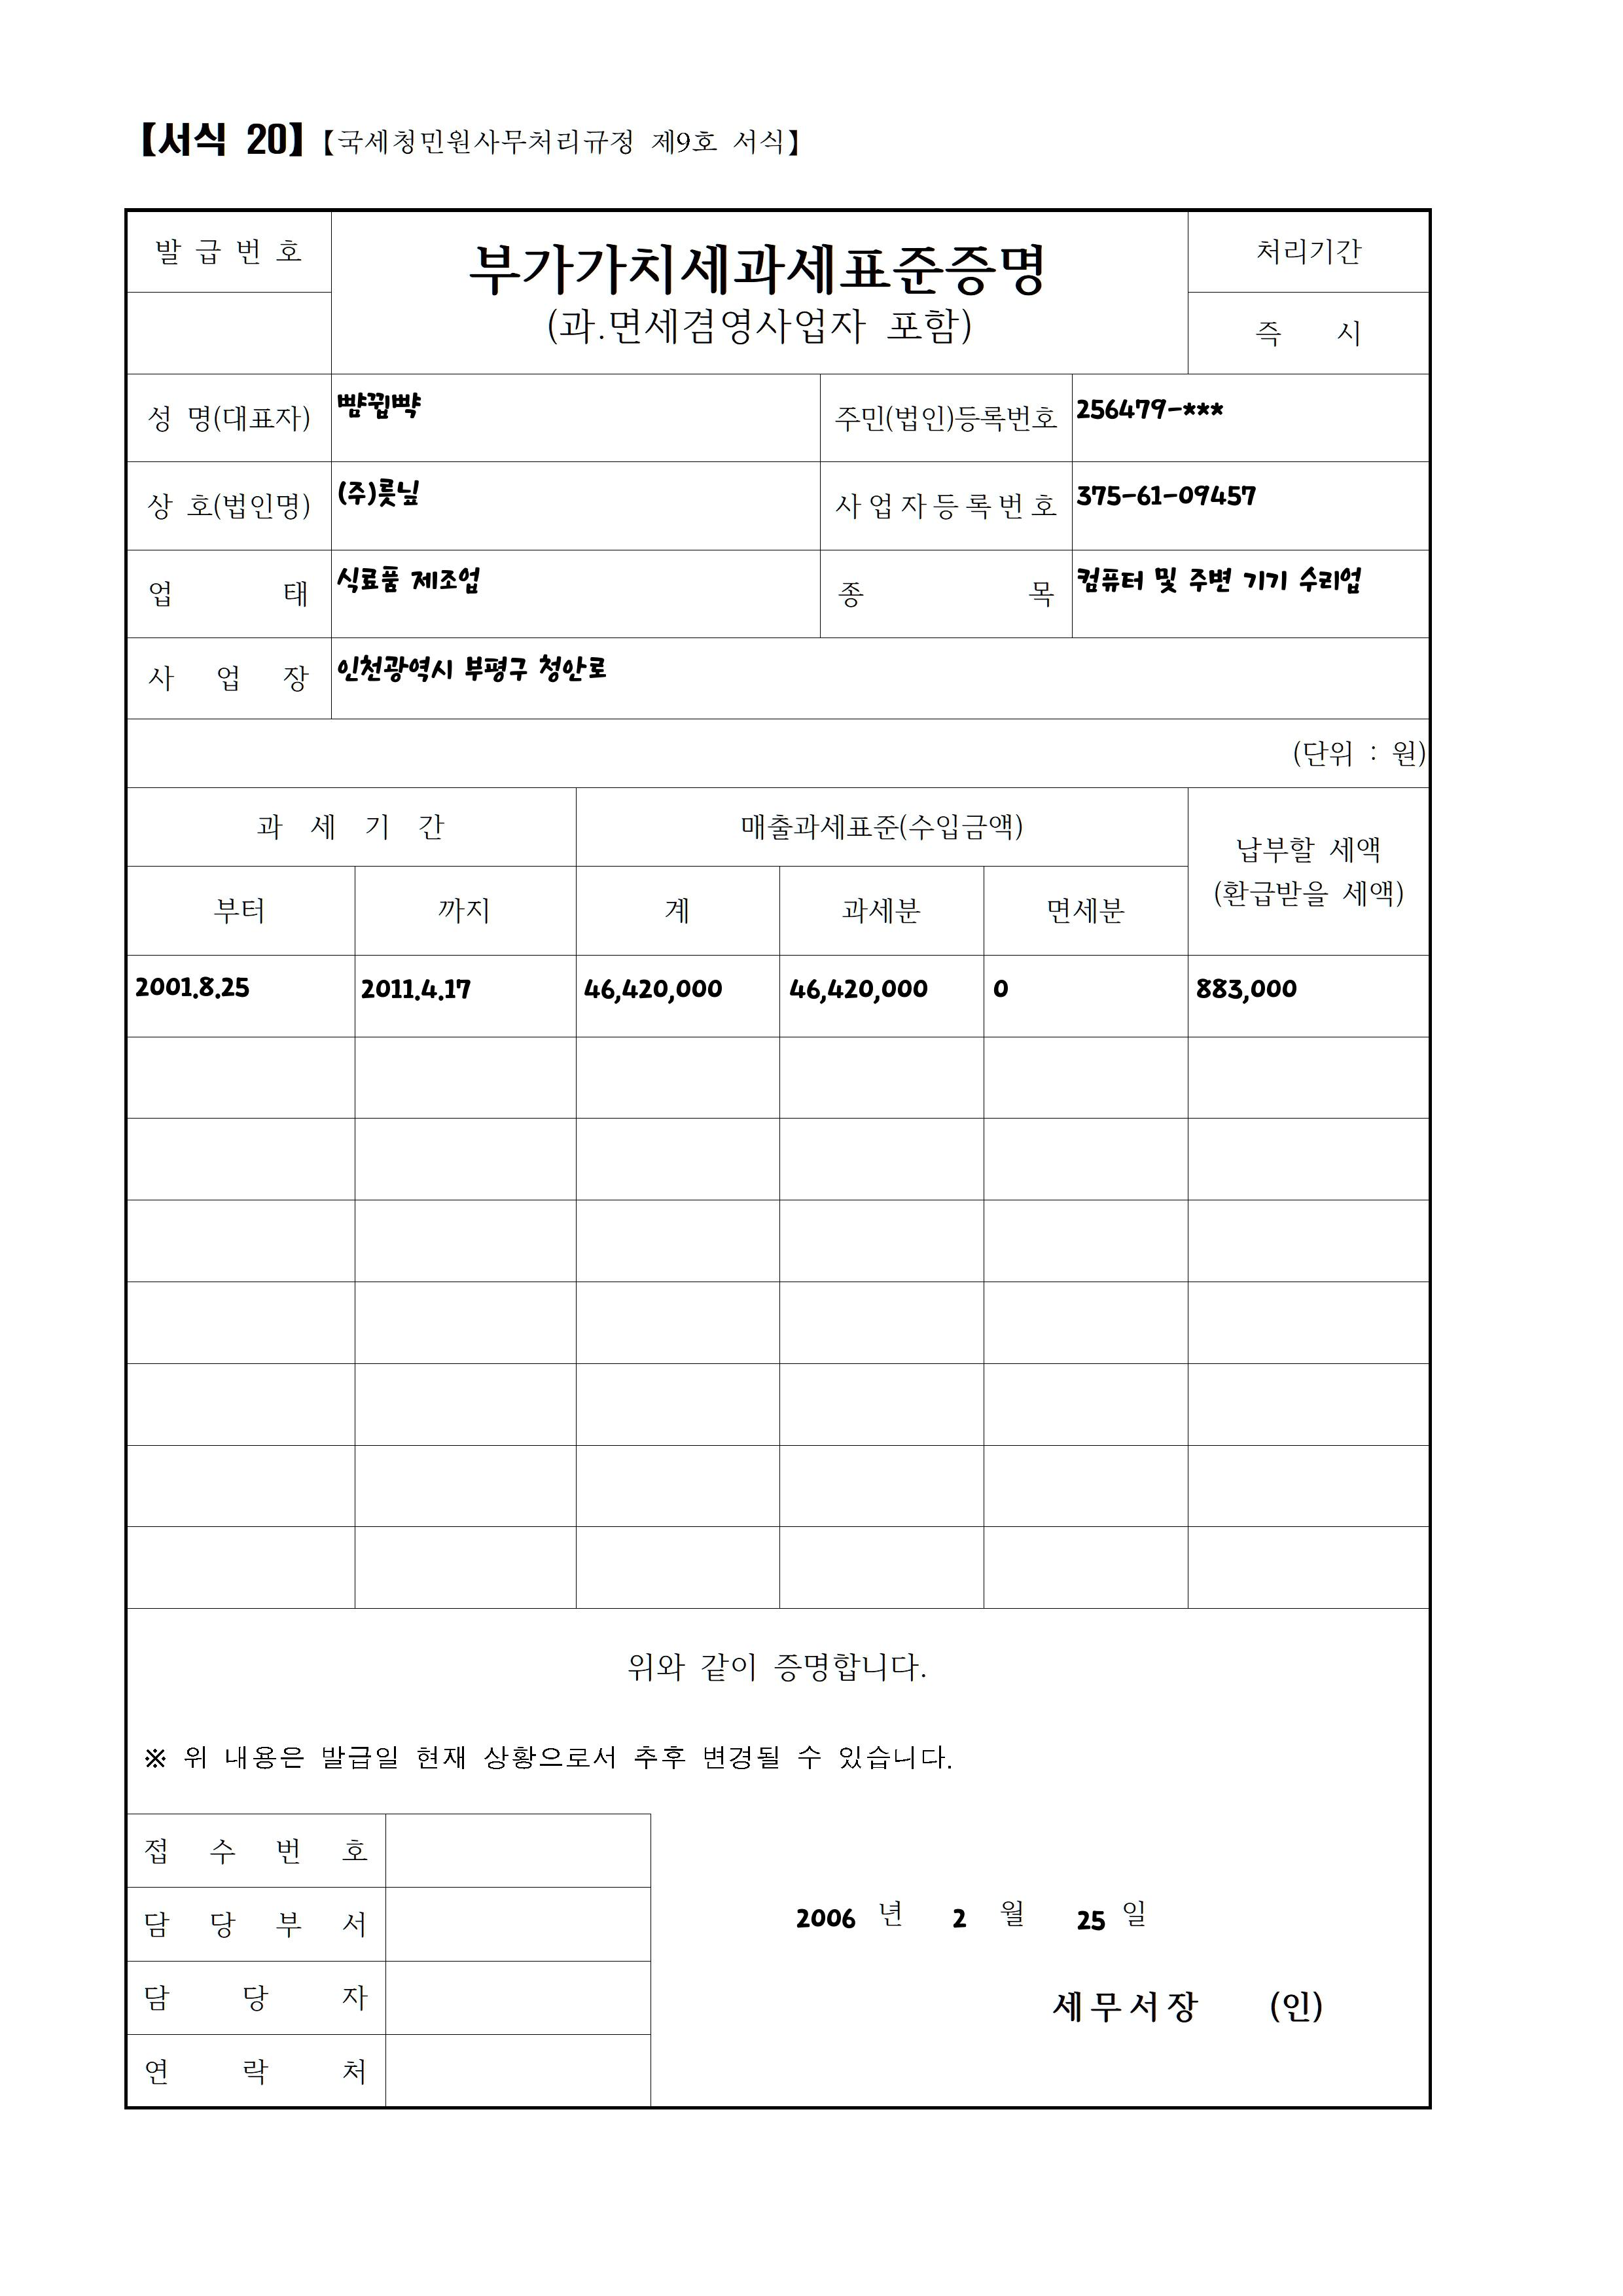 【서식 20】【국세청민원사무처리규정 제9호 서식】
발 급 번 호
부가가치세과세표준증명
(과.면세겸영사업자 포함)
처리기간
즉 시
성 명(대표자)
주민(법인)등록번호 256479-***
상 호(법인명) (주)룻닢
사업자등록번호 375-61-09457
업 태 식료품 제조업
종 목 컴퓨터 및 주변 기기 수리업
사 업 장 인천광역시 부평구 청안로
(단위 : 원)
과 세 기 간
매출과세표준(수입금액)
납부할 세액
(환급받을 세액)
부터 까지 계 과세분 면세분
2001.8.25 2011.4.17 46,420,000 46,420,000 0 883,000
위와 같이 증명합니다.
※ 위 내용은 발급일 현재 상황으로서 추후 변경될 수 있습니다.
접 수 번 호
담 당 부 서
2006 년 2 월 25 일
담 당 자
세무서장 (인)
연 락 처